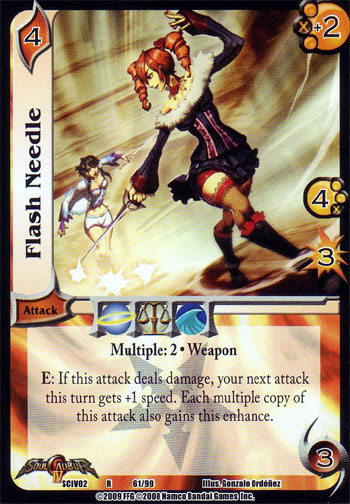 4
+2
Flash Needle
4
3
Attack
Multiple: 2 • Weapon
E: If this attack deals damage, your next attack
this turn gets +1 speed. Each multiple copy of
this attack also gains this enhance.
3
SOULCALIBUR
IV
SCIV02 R 61/99 Illus. Gonzalo Ordóñez
©2009 FFG ©2008 Namco Bandai Games Inc.